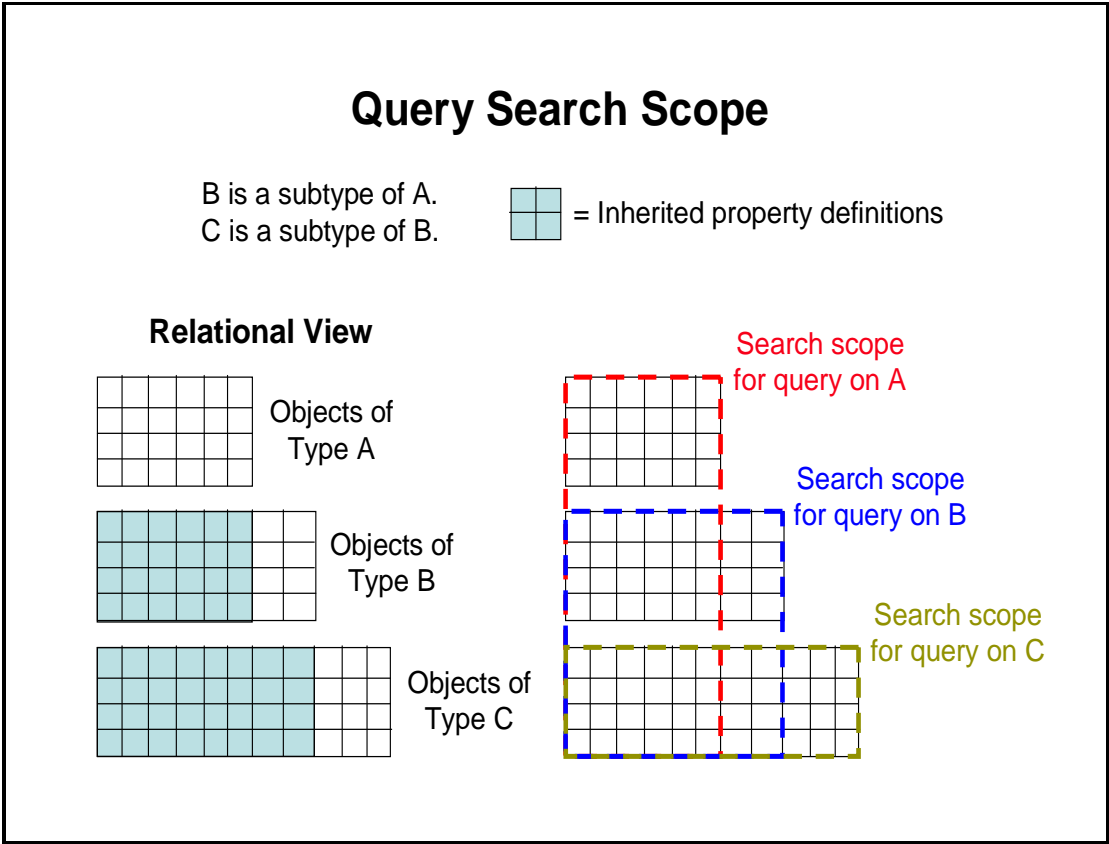 Query Search Scope
B is a subtype of A.
C is a subtype of B.
= Inherited property definitions
Relational View
Objects of
Type A
Objects of
Type B
Objects of
Type C
Search scope
for query on A
Search scope
for query on B
Search scope
for query on C